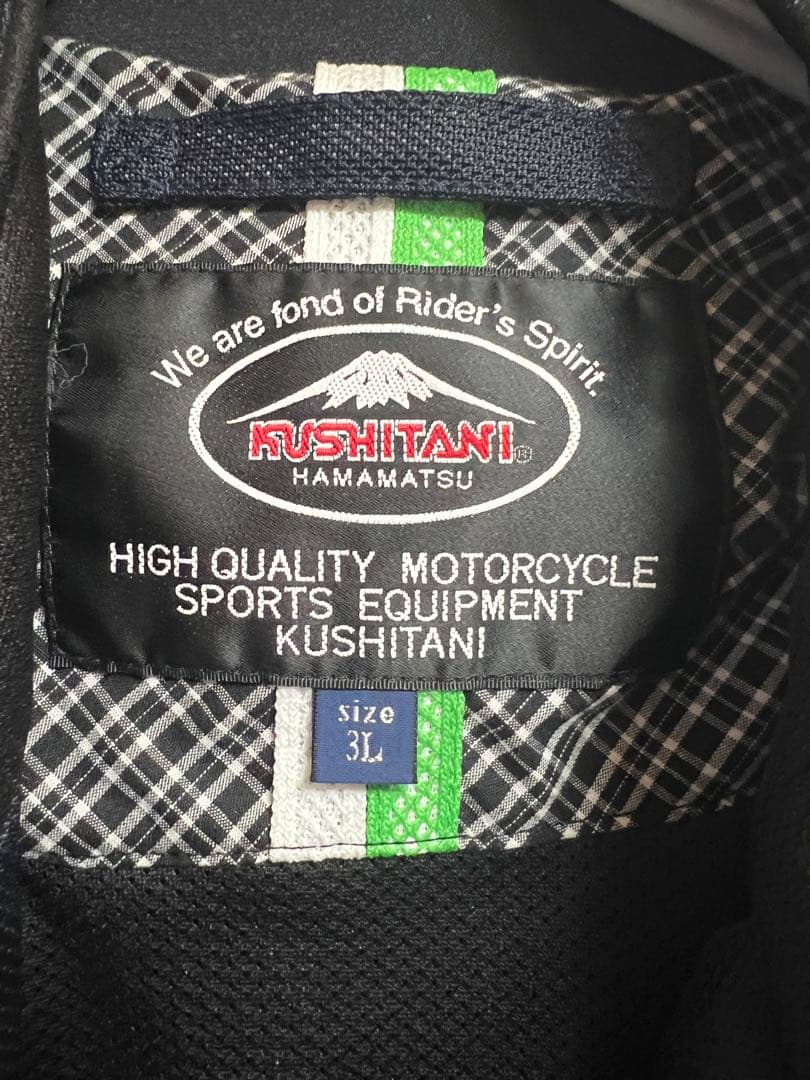 We are fond of Rider's Spirit.
KUSHITANI®
HAMAMATSU
HIGH QUALITY MOTORCYCLE
SPORTS EQUIPMENT
KUSHITANI
size
3L